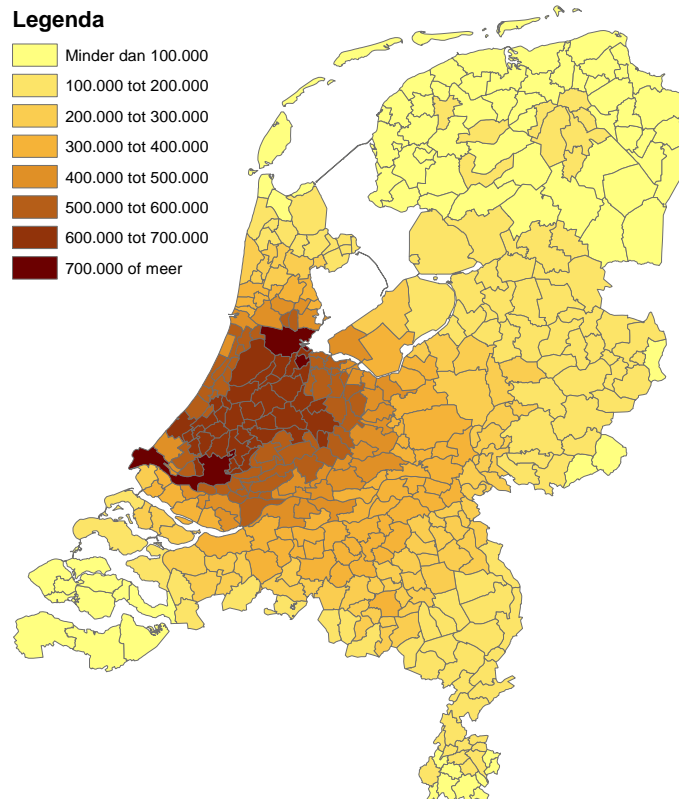 Legenda
Minder dan 100.000
100.000 tot 200.000
200.000 tot 300.000
300.000 tot 400.000
400.000 tot 500.000
500.000 tot 600.000
600.000 tot 700.000
700.000 of meer